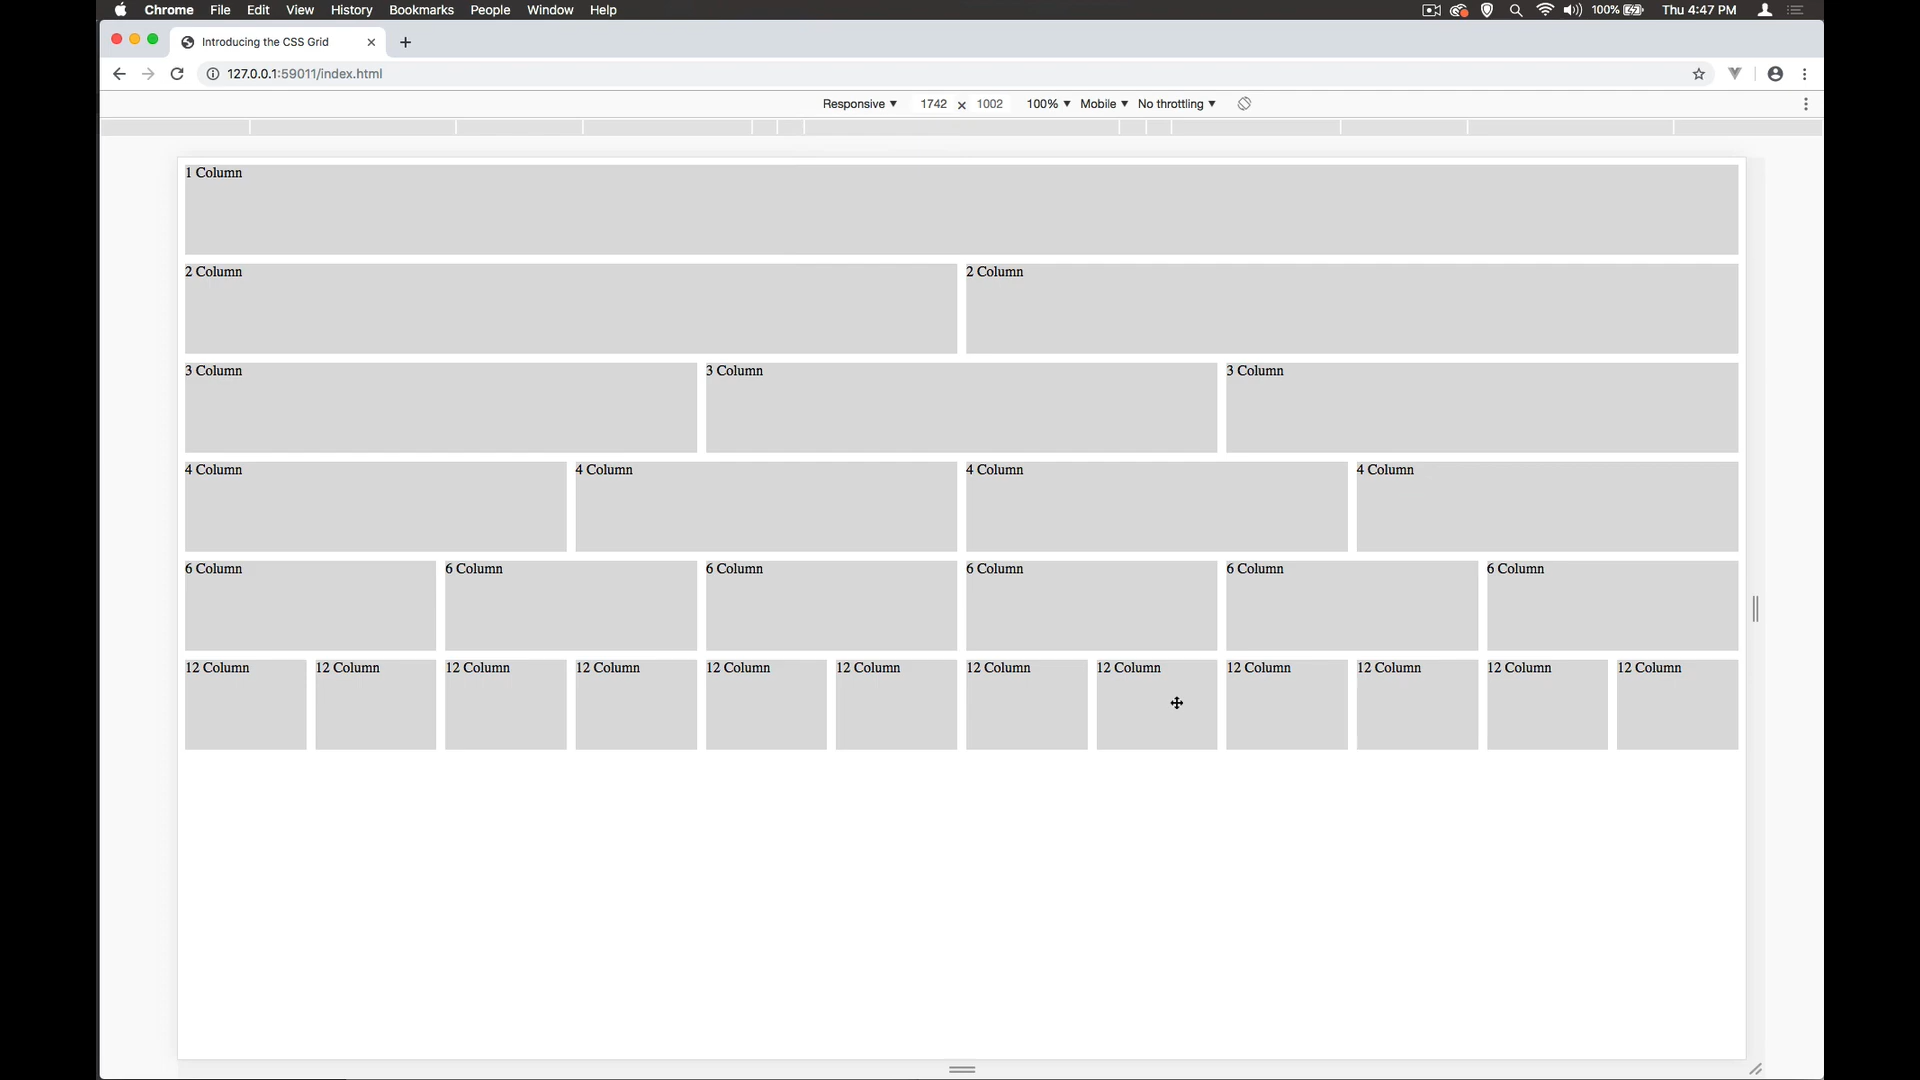 Chrome File Edit View History Bookmarks People Window Help 100% Thu 4:47 PM
Introducing the CSS Grid
127.0.0.1:59011/index.html
Responsive 1742 x 1002 100% Mobile No throttling
1 Column
2 Column 2 Column
3 Column 3 Column 3 Column
4 Column 4 Column 4 Column 4 Column
6 Column 6 Column 6 Column 6 Column 6 Column 6 Column
12 Column 12 Column 12 Column 12 Column 12 Column 12 Column 12 Column 12 Column 12 Column 12 Column 12 Column 12 Column